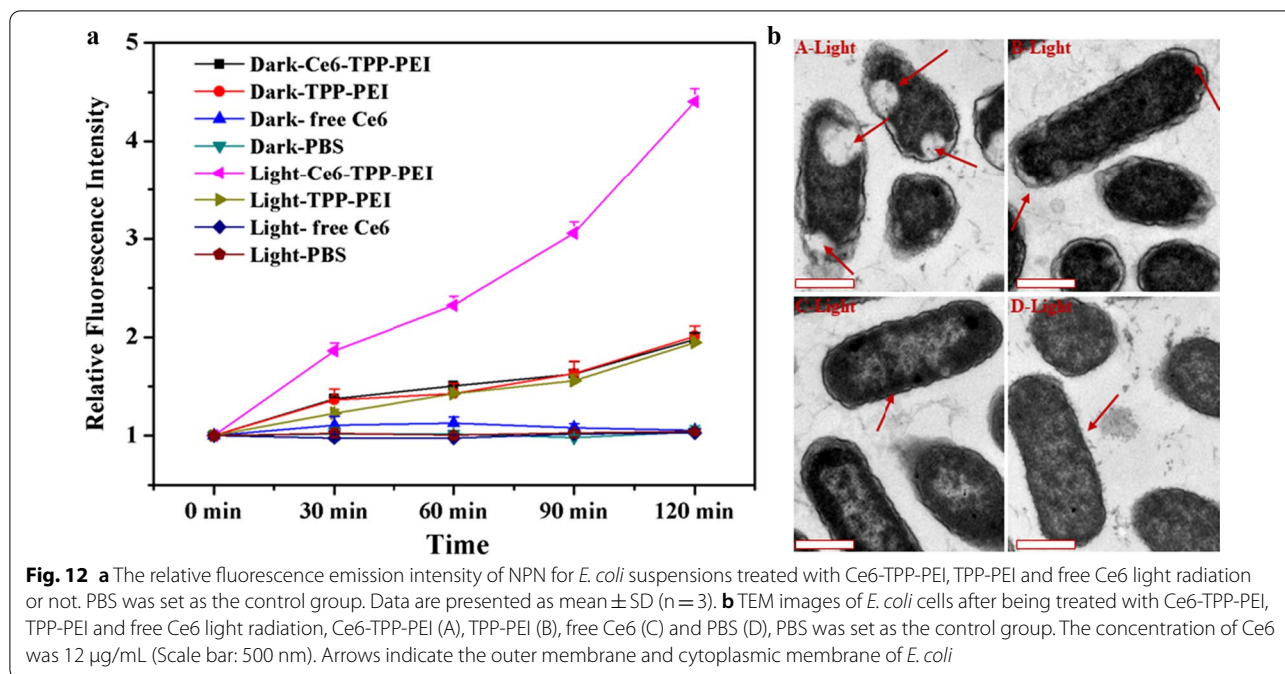 a
b
5
4
3
2
1
Relative Fluorescence Intensity
Dark-Ce6-TPP-PEI
Dark-TPP-PEI
Dark- free Ce6
Dark-PBS
Light-Ce6-TPP-PEI
Light-TPP-PEI
Light- free Ce6
Light-PBS
0 min 30 min 60 min 90 min 120 min
Time
A-Light
B-Light
C-Light
D-Light
Fig. 12 a The relative fluorescence emission intensity of NPN for E. coli suspensions treated with Ce6-TPP-PEI, TPP-PEI and free Ce6 light radiation
or not. PBS was set as the control group. Data are presented as mean ± SD (n = 3). b TEM images of E. coli cells after being treated with Ce6-TPP-PEI,
TPP-PEI and free Ce6 light radiation, Ce6-TPP-PEI (A), TPP-PEI (B), free Ce6 (C) and PBS (D), PBS was set as the control group. The concentration of Ce6
was 12 µg/mL (Scale bar: 500 nm). Arrows indicate the outer membrane and cytoplasmic membrane of E. coli